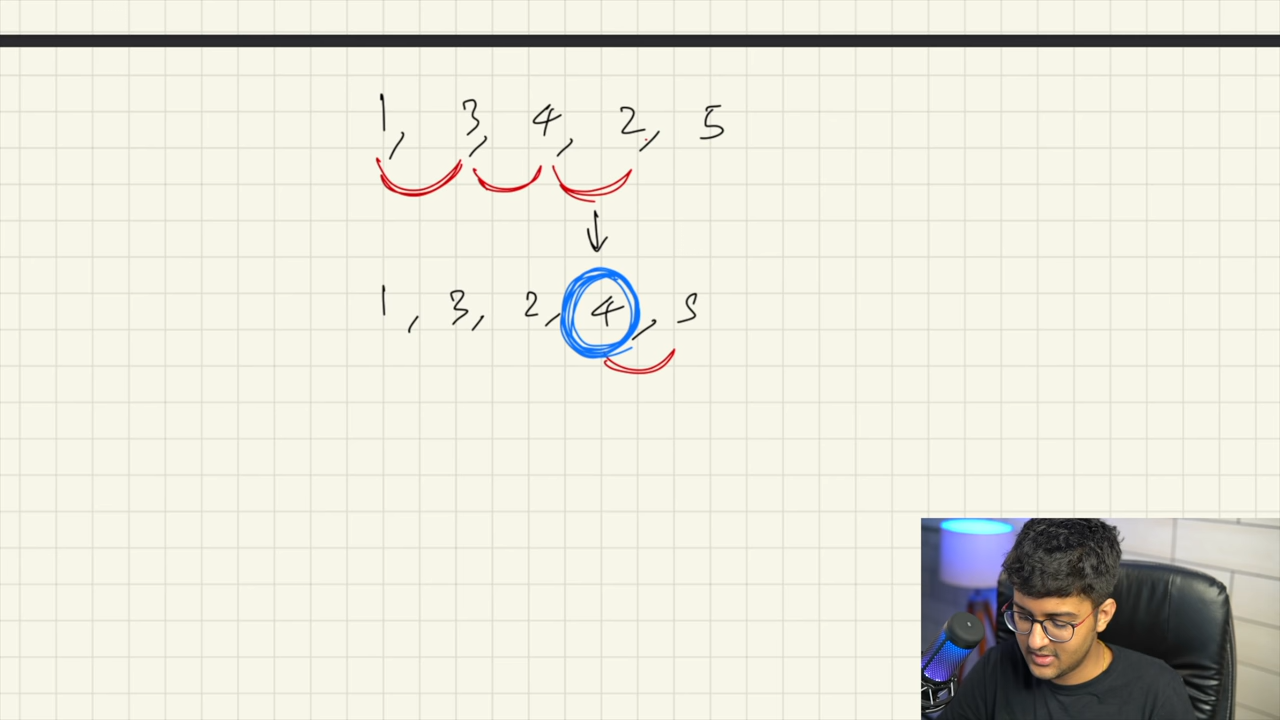 1, 3, 4, 2, 5
1, 3, 2, 4, 5